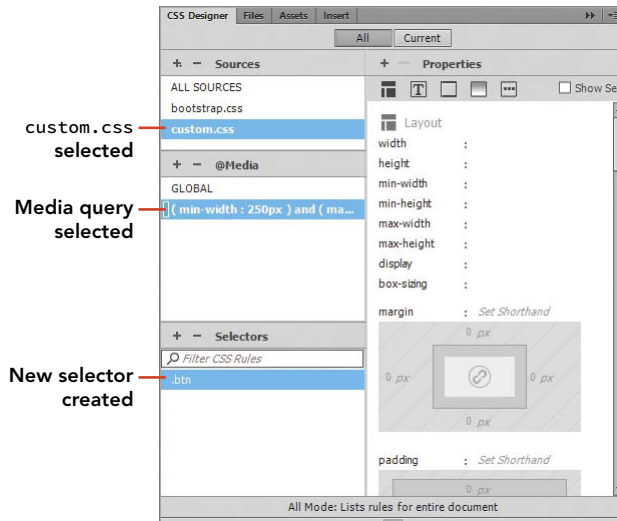 CSS Designer Files Assets Insert
All Current
+ - Sources
ALL SOURCES
bootstrap.css
custom.css
custom.css
selected
+ - @Media
GLOBAL
( min-width : 250px ) and ( ma...
Media query
selected
+ - Selectors
Filter CSS Rules
.btn
New selector
created
+ - Properties
T Show Se
Layout
width :
height :
min-width :
min-height :
max-width :
max-height :
display :
box-sizing :
margin : Set Shorthand
0 px
0 px 0 px
0 px
padding : Set Shorthand
0 px
All Mode: Lists rules for entire document